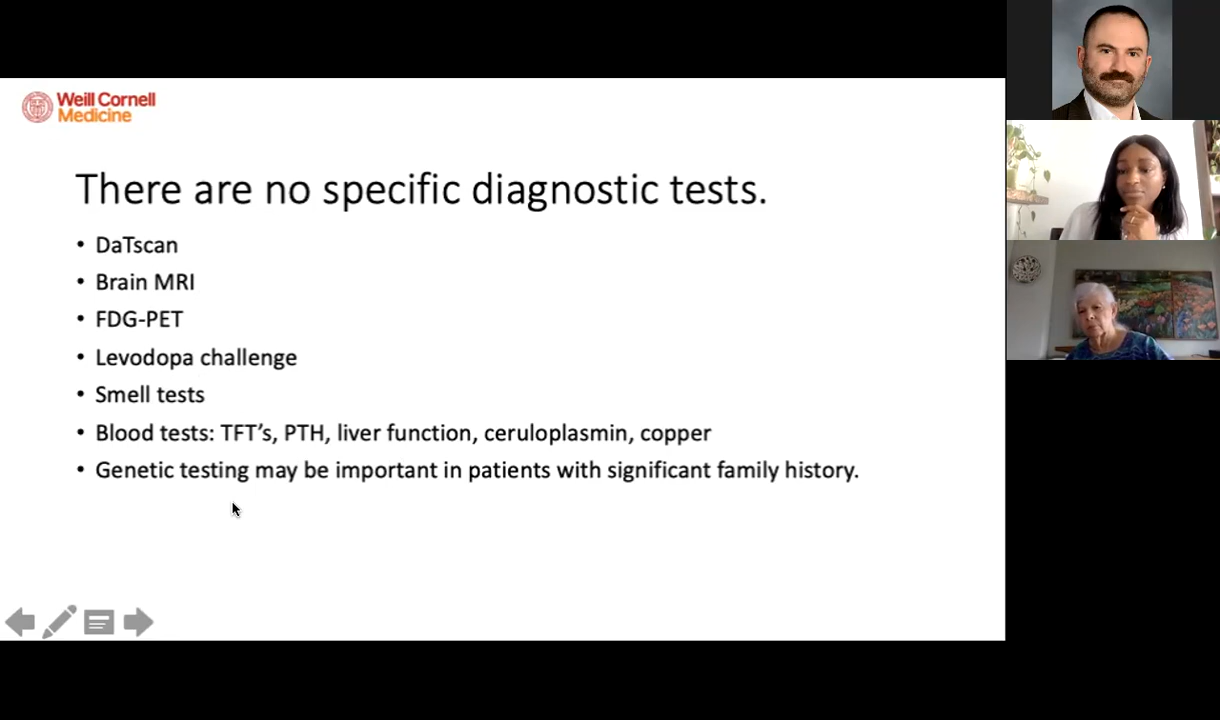 Weill Cornell
Medicine
There are no specific diagnostic tests.
• DaTscan
• Brain MRI
• FDG-PET
• Levodopa challenge
• Smell tests
• Blood tests: TFT’s, PTH, liver function, ceruloplasmin, copper
• Genetic testing may be important in patients with significant family history.